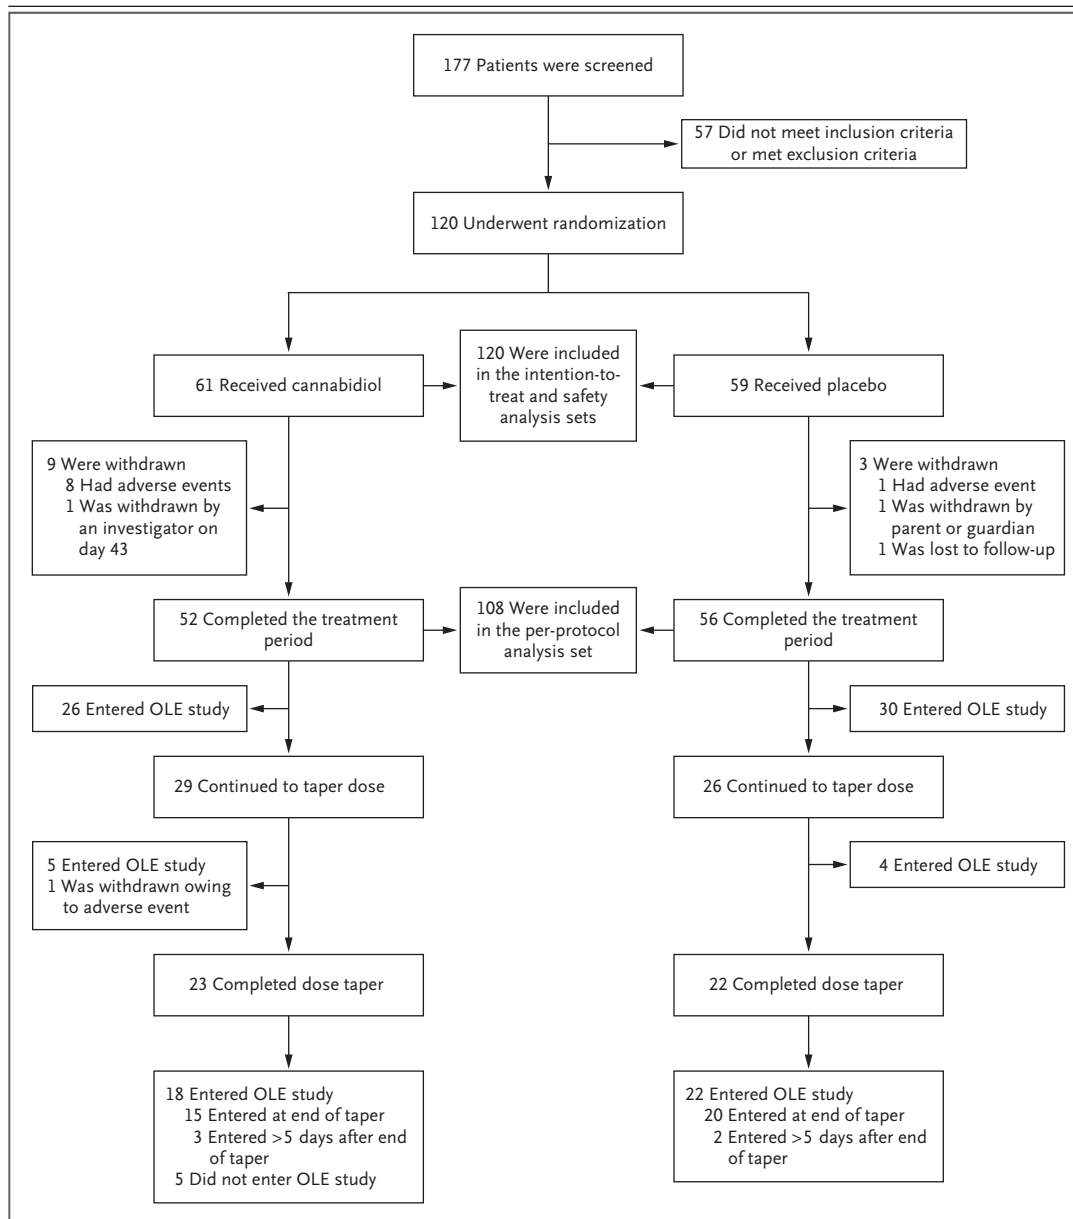 177 Patients were screened
57 Did not meet inclusion criteria
or met exclusion criteria
120 Underwent randomization
61 Received cannabidiol
120 Were included
in the intention-to-
treat and safety
analysis sets
59 Received placebo
9 Were withdrawn
8 Had adverse events
1 Was withdrawn by
an investigator on
day 43
3 Were withdrawn
1 Had adverse event
1 Was withdrawn by
parent or guardian
1 Was lost to follow-up
52 Completed the treatment
period
108 Were included
in the per-protocol
analysis set
56 Completed the treatment
period
26 Entered OLE study
30 Entered OLE study
29 Continued to taper dose
26 Continued to taper dose
5 Entered OLE study
1 Was withdrawn owing
to adverse event
4 Entered OLE study
23 Completed dose taper
22 Completed dose taper
18 Entered OLE study
15 Entered at end of taper
3 Entered >5 days after end
of taper
5 Did not enter OLE study
22 Entered OLE study
20 Entered at end of taper
2 Entered >5 days after end
of taper